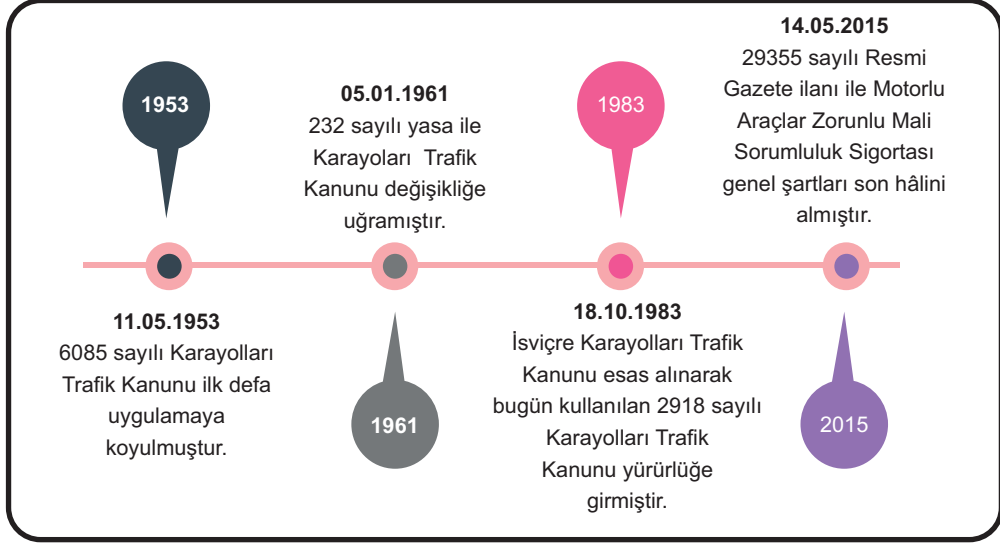 1953
11.05.1953
6085 sayılı Karayolları
Trafik Kanunu ilk defa
uygulamaya
koyulmuştur.
05.01.1961
232 sayılı yasa ile
Karayoları Trafik
Kanunu değişikliğe
uğramıştır.
1961
1983
18.10.1983
İsviçre Karayolları Trafik
Kanunu esas alınarak
bugün kullanılan 2918 sayılı
Karayolları Trafik
Kanunu yürürlüğe
girmiştir.
14.05.2015
29355 sayılı Resmi
Gazete ilanı ile Motorlu
Araçlar Zorunlu Mali
Sorumluluk Sigortası
genel şartları son hâlini
almıştır.
2015